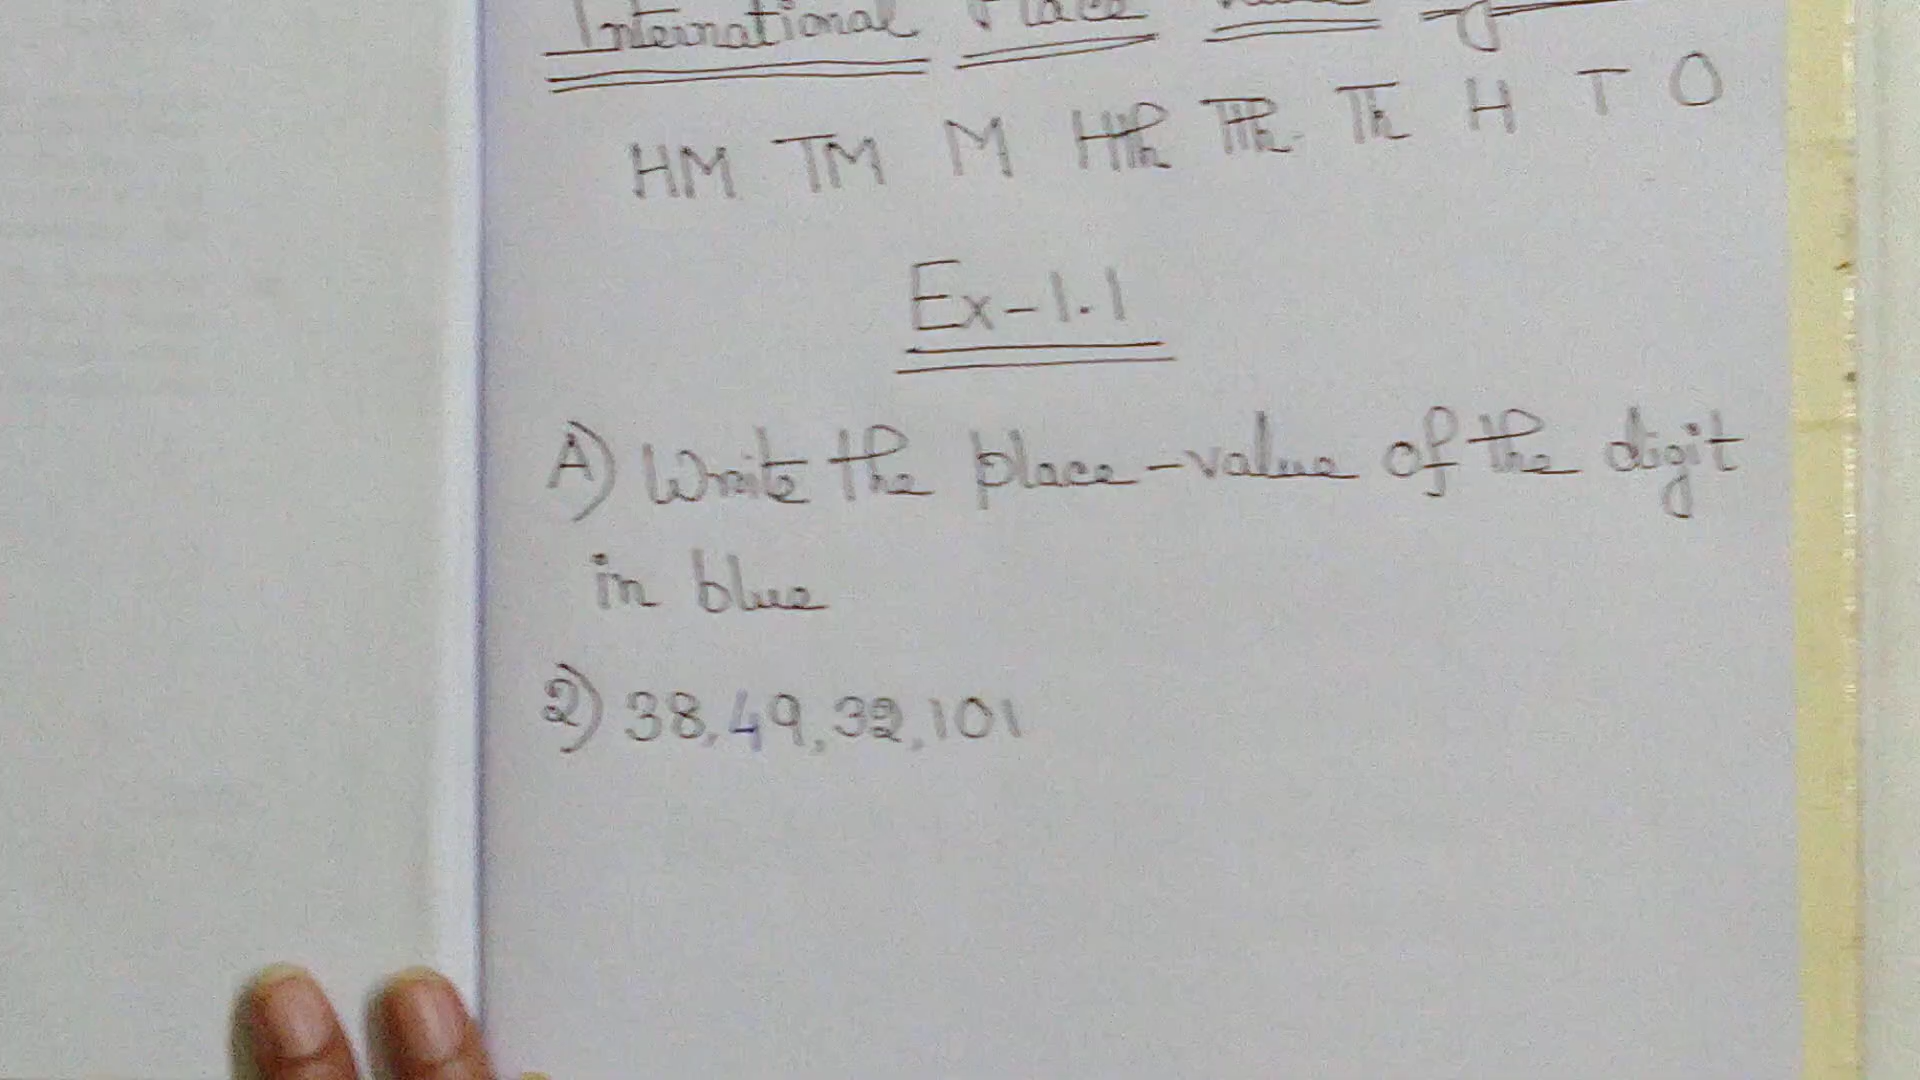 International Place
HM TM M HTh TTh Th H T O
Ex-1.1
A) Write the place-value of the digit
in blue
2) 38,49,32,101